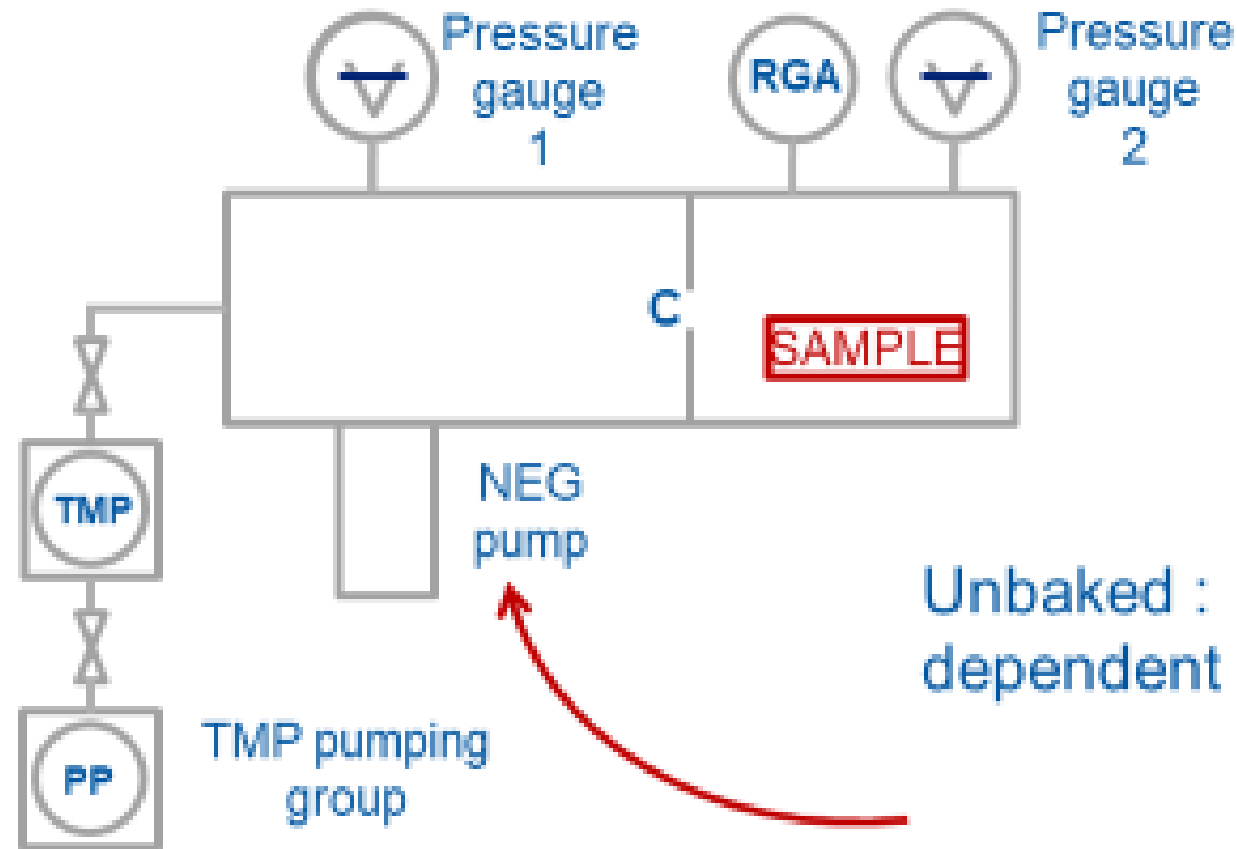 Pressure
gauge
1
RGA
Pressure
gauge
2
C
SAMPLE
TMP
NEG
pump
Unbaked :
dependent
TMP pumping
group
PP